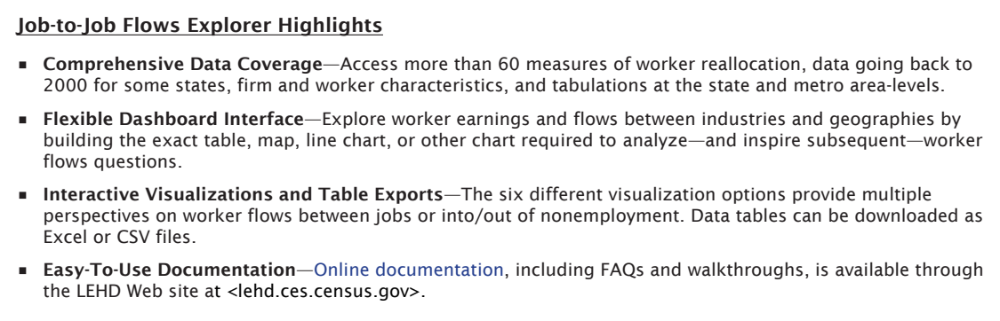 Job-to-Job Flows Explorer Highlights
▪ Comprehensive Data Coverage—Access more than 60 measures of worker reallocation, data going back to
2000 for some states, firm and worker characteristics, and tabulations at the state and metro area-levels.
▪ Flexible Dashboard Interface—Explore worker earnings and flows between industries and geographies by
building the exact table, map, line chart, or other chart required to analyze—and inspire subsequent—worker
flows questions.
▪ Interactive Visualizations and Table Exports—The six different visualization options provide multiple
perspectives on worker flows between jobs or into/out of nonemployment. Data tables can be downloaded as
Excel or CSV files.
▪ Easy-To-Use Documentation—Online documentation, including FAQs and walkthroughs, is available through
the LEHD Web site at <lehd.ces.census.gov>.